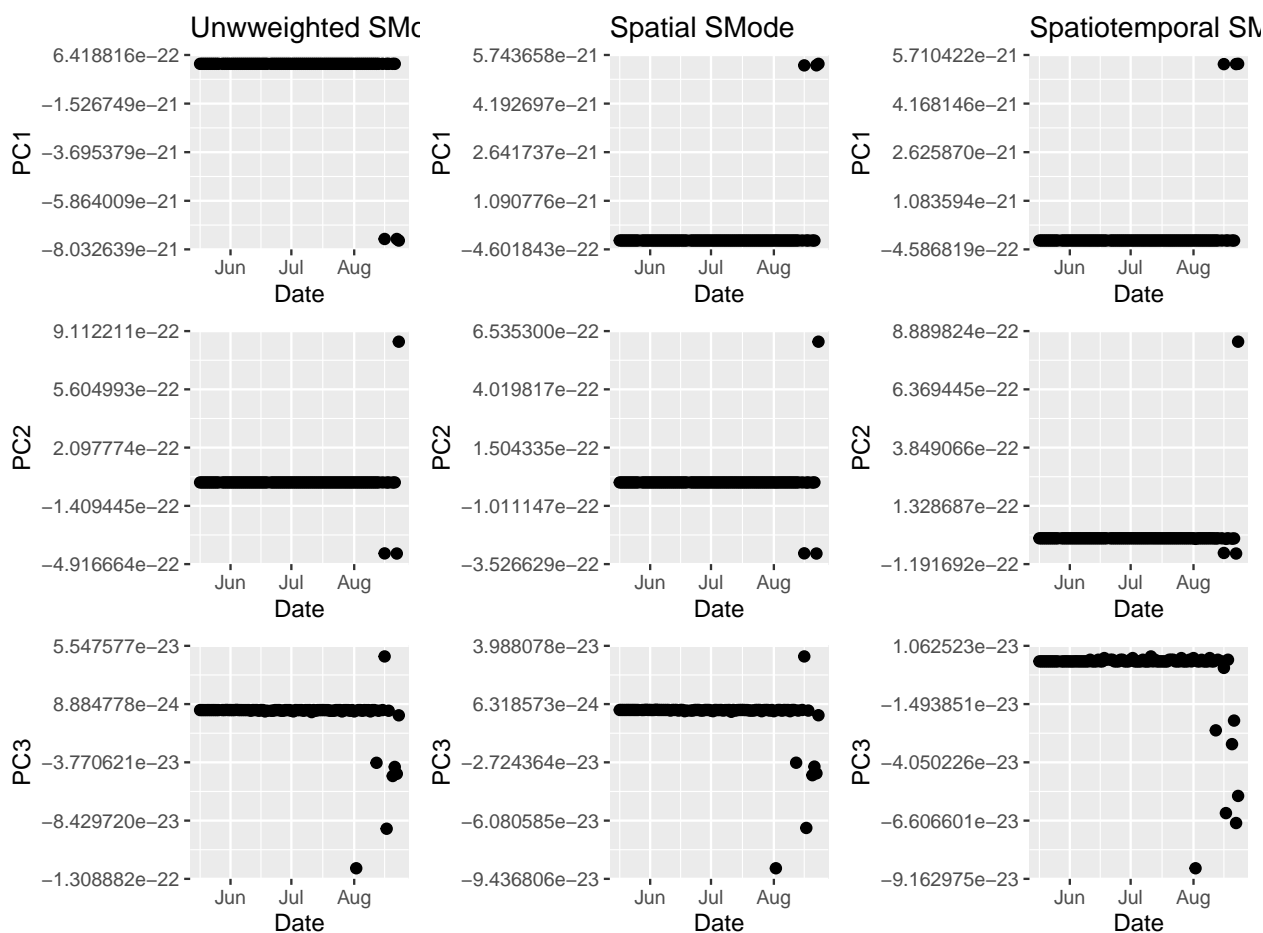 Unwweighted SMo
Spatial SMode
Spatiotemporal SM
6.418816e−22
−1.526749e−21
−3.695379e−21
−5.864009e−21
−8.032639e−21
PC1
Jun Jul Aug
Date
5.743658e−21
4.192697e−21
2.641737e−21
1.090776e−21
−4.601843e−22
PC1
Jun Jul Aug
Date
5.710422e−21
4.168146e−21
2.625870e−21
1.083594e−21
−4.586819e−22
PC1
Jun Jul Aug
Date
9.112211e−22
5.604993e−22
2.097774e−22
−1.409445e−22
−4.916664e−22
PC2
Jun Jul Aug
Date
6.535300e−22
4.019817e−22
1.504335e−22
−1.011147e−22
−3.526629e−22
PC2
Jun Jul Aug
Date
8.889824e−22
6.369445e−22
3.849066e−22
1.328687e−22
−1.191692e−22
PC2
Jun Jul Aug
Date
5.547577e−23
8.884778e−24
−3.770621e−23
−8.429720e−23
−1.308882e−22
PC3
Jun Jul Aug
Date
3.988078e−23
6.318573e−24
−2.724364e−23
−6.080585e−23
−9.436806e−23
PC3
Jun Jul Aug
Date
1.062523e−23
−1.493851e−23
−4.050226e−23
−6.606601e−23
−9.162975e−23
PC3
Jun Jul Aug
Date